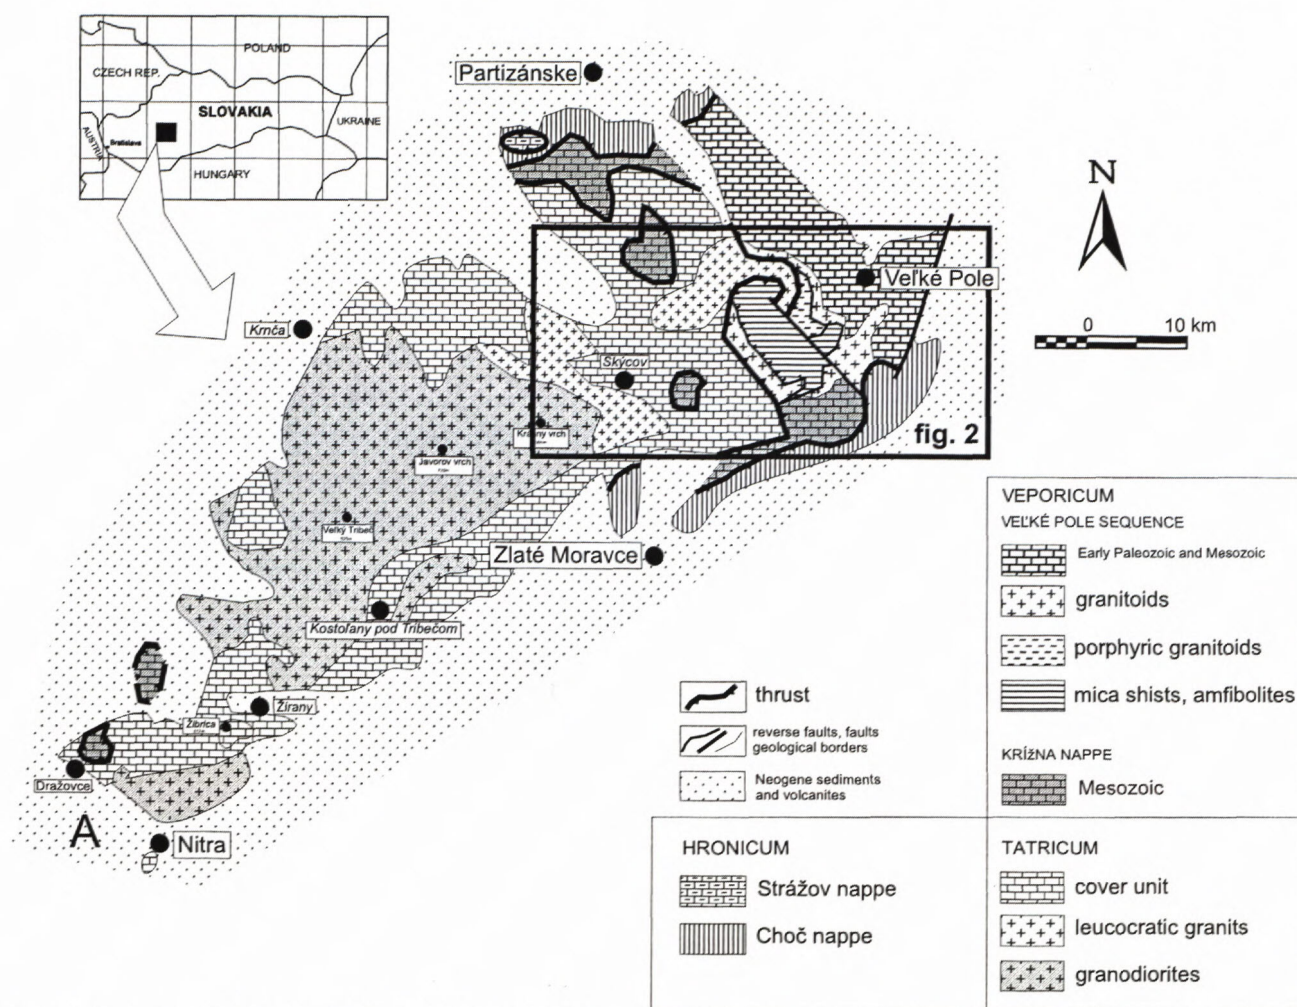 POLAND
CZECH REP.
SLOVAKIA
UKRAINE
AUSTRIA
Bratislava
HUNGARY
Partizánske
N
0 10 km
Veľké Pole
Krnča
Skýcov
fig. 2
Javorov vrch
Veľký Tribeč
Zlaté Moravce
Kostoľany pod Tribečom
Žirany
Žibrica
Dražovce
A
Nitra
VEPORICUM
VEĽKÉ POLE SEQUENCE
Early Paleozoic and Mesozoic
granitoids
porphyric granitoids
mica shists, amfibolites
KRÍŽNA NAPPE
Mesozoic
thrust
reverse faults, faults
geological borders
Neogene sediments
and volcanites
HRONICUM
Strážov nappe
Choč nappe
TATRICUM
cover unit
leucocratic granits
granodiorites